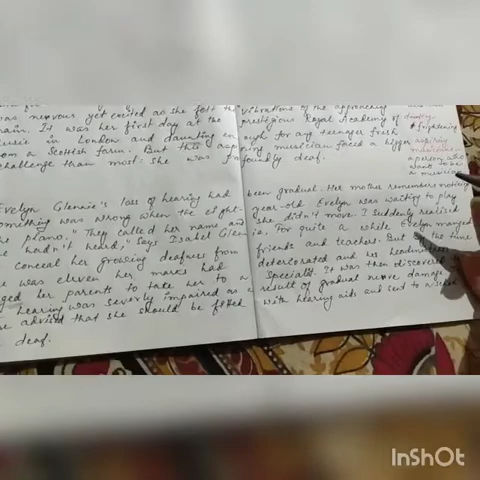 was nervous yet excited as she felt the vibrations of the approaching
train. It was her first day at the prestigious Royal Academy of
Music in London and daunting enough for any teenager fresh
from a Scottish farm. But this aspiring musician faced a bigger
challenge than most: she was profoundly deaf.
daunting
frightening
aspiring
musician
a person who
wants to be
a musician
Evelyn Glennie's loss of hearing had been gradual. Her mother remembers noticing
something was wrong when the eight- year-old Evelyn was waiting to play
the piano. "They called her name and she didn't move. I suddenly realised
she hadn't heard," says Isabel Glennie. For quite a while Evelyn managed
to conceal her growing deafness from friends and teachers. But the time
she was eleven her marks had deteriorated and her headmistress
urged her parents to take her to a specialist. It was then discovered
hearing was severly impaired as a result of gradual nerve damage.
advised that she should be fitted with hearing aids and sent to a school
deaf.
InShOt